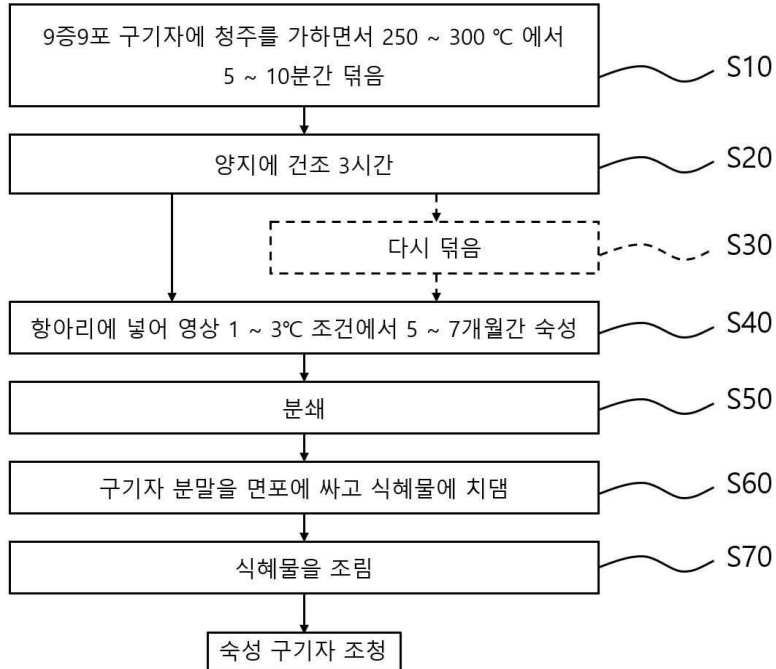 9증9포 구기자에 청주를 가하면서 250 ~ 300 ℃ 에서
5 ~ 10분간 덖음
S10
양지에 건조 3시간
S20
다시 덖음
S30
항아리에 넣어 영상 1 ~ 3℃ 조건에서 5 ~ 7개월간 숙성
S40
분쇄
S50
구기자 분말을 면포에 싸고 식혜물에 치댐
S60
식혜물을 조림
S70
숙성 구기자 조청